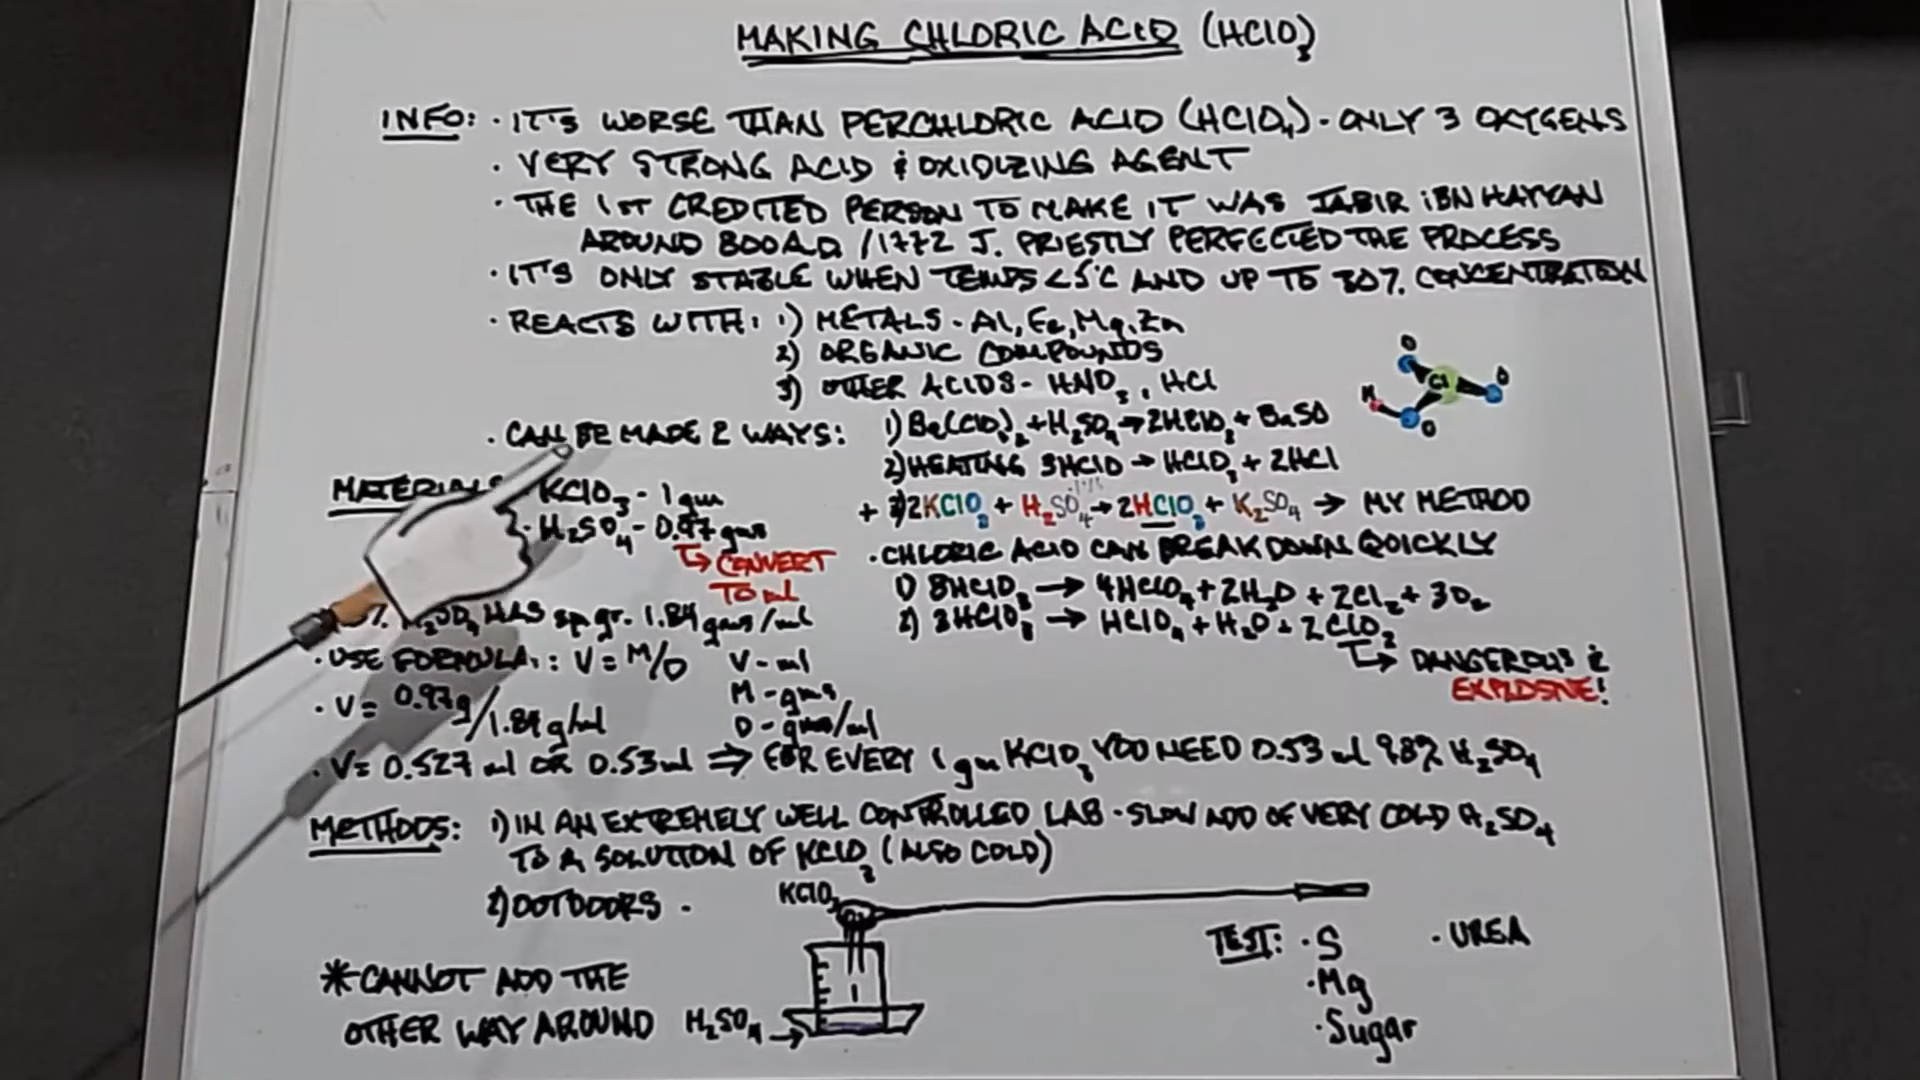 MAKING CHLORIC ACID (HClO3)
INFO: • IT'S WORSE THAN PERCHLORIC ACID (HClO4) - ONLY 3 OXYGENS
• VERY STRONG ACID & OXIDIZING AGENT
• THE 1ST CREDITED PERSON TO MAKE IT WAS JABIR IBN HAYYAN
AROUND 800 A.D. / 1772 J. PRIESTLY PERFECTED THE PROCESS
• IT'S ONLY STABLE WHEN TEMPS <5°C AND UP TO 30% CONCENTRATION
• REACTS WITH: 1) METALS - Al, Fe, Mg, Zn
2) ORGANIC COMPOUNDS
3) OTHER ACIDS - HNO3, HCl
O
Cl
O
H
O
• CAN BE MADE 2 WAYS: 1) Ba(ClO3)2 + H2SO4 → 2HClO3 + BaSO
2) HEATING 3HClO → HClO3 + 2HCl
+ 2KClO3 + H2SO4 → 2HClO3 + K2SO4 → MY METHOD
MATERIALS KClO3 - 1 gm
• H2SO4 - 0.97 gms
↳ CONVERT
TO ml
% H2SO4 HAS sp gr. 1.84 gms/ml
• USE FORMULA: V = M/D V - ml
M - gms
• V = 0.97g/1.84 g/ml D - gms/ml
• V = 0.527 ml OR 0.53 ml ⇒ FOR EVERY 1 gm KClO3 YOU NEED 0.53 ml 98% H2SO4
• CHLORIC ACID CAN BREAK DOWN QUICKLY
1) 8HClO3 → 4HClO4 + 2H2O + 2Cl2 + 3O2
2) 3HClO3 → HClO4 + H2O + 2ClO2
↳ DANGEROUS &
EXPLOSIVE!
METHODS: 1) IN AN EXTREMELY WELL CONTROLLED LAB - SLOW ADD OF VERY COLD H2SO4
TO A SOLUTION OF KClO3 (ALSO COLD)
2) OUTDOORS -
KClO3
*CANNOT ADD THE
OTHER WAY AROUND
H2SO4 →
TEST: • S • UREA
• Mg
• Sugar